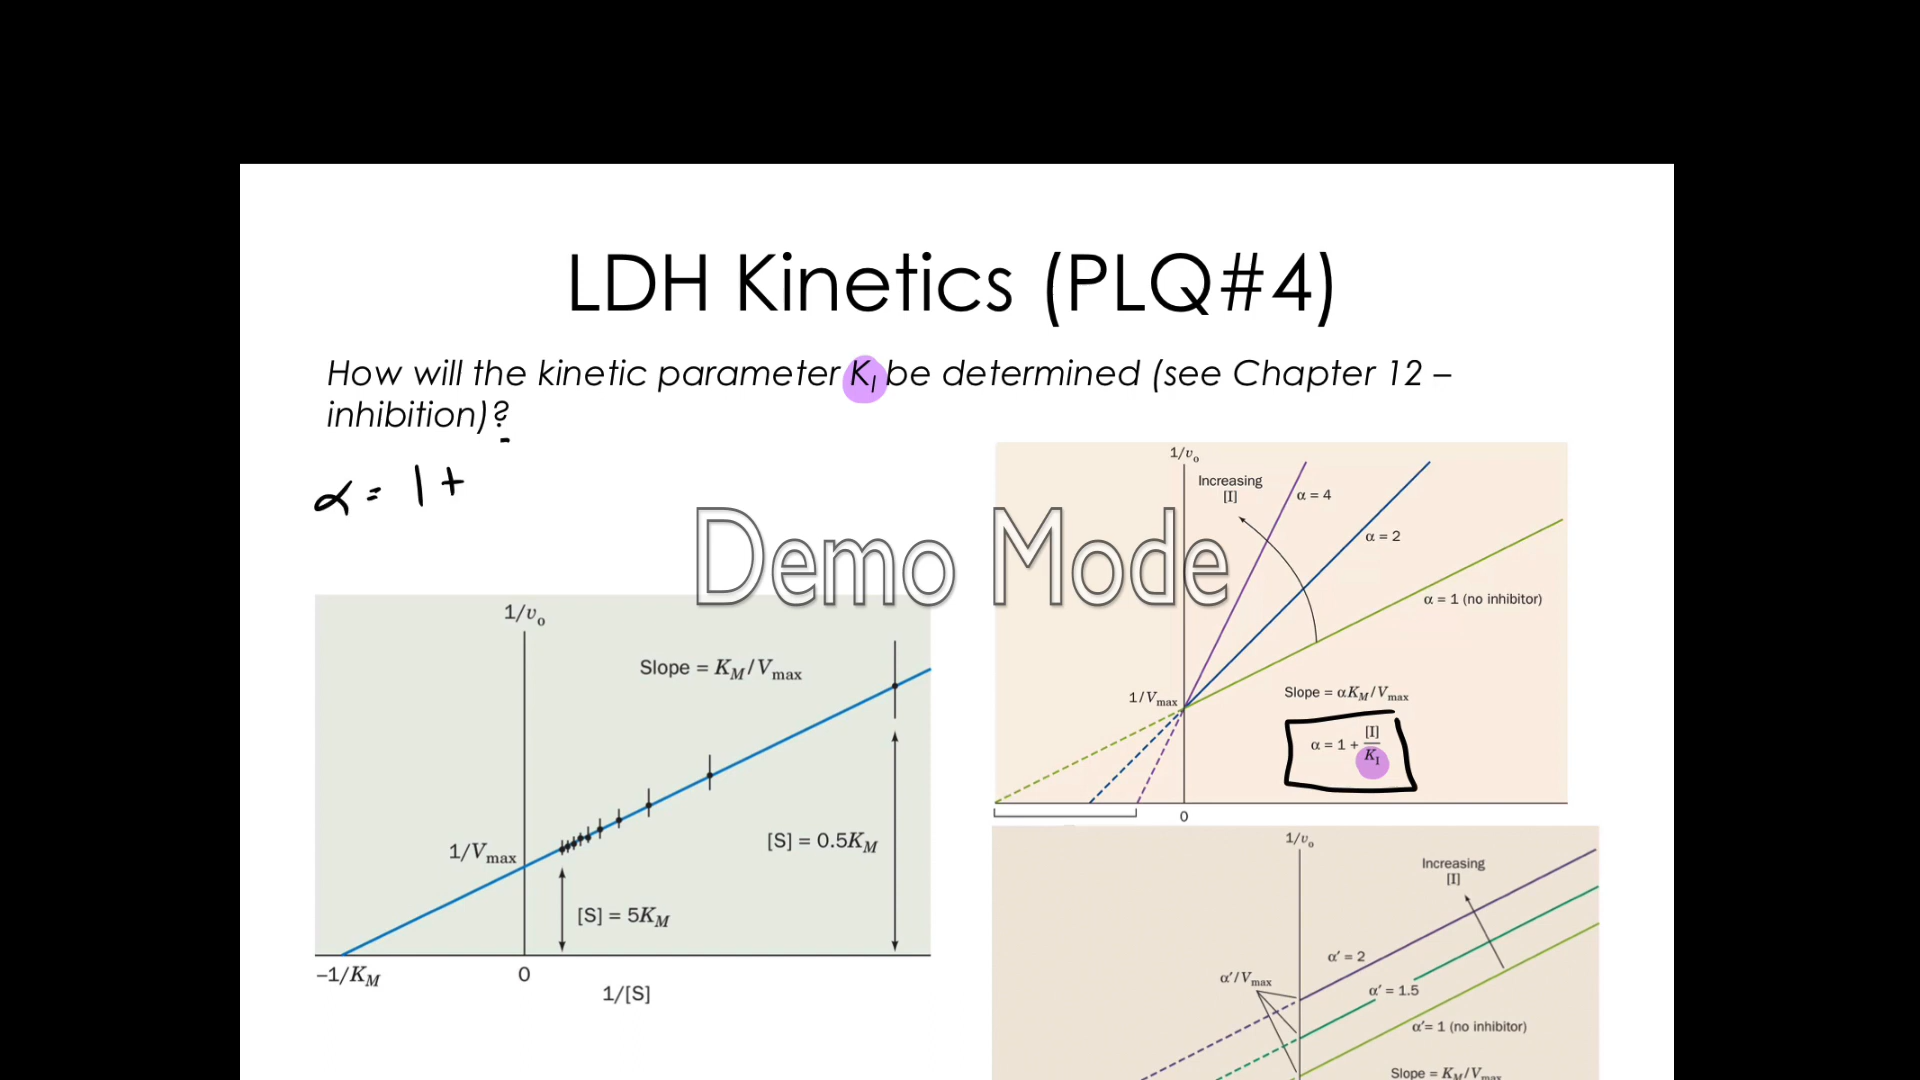 LDH Kinetics (PLQ#4)
How will the kinetic parameter K_I be determined (see Chapter 12 –
inhibition)?
α = 1 +
Demo Mode
1/v_o
Slope = K_M/V_max
1/V_max
[S] = 0.5K_M
[S] = 5K_M
–1/K_M
0
1/[S]
1/v_o
Increasing
[I]
α = 4
α = 2
α = 1 (no inhibitor)
1/V_max
Slope = αK_M/V_max
α = 1 + [I]/K_I
0
1/v_o
Increasing
[I]
α′ = 2
α′/V_max
α′ = 1.5
α′= 1 (no inhibitor)
Slope = K_M/V_max